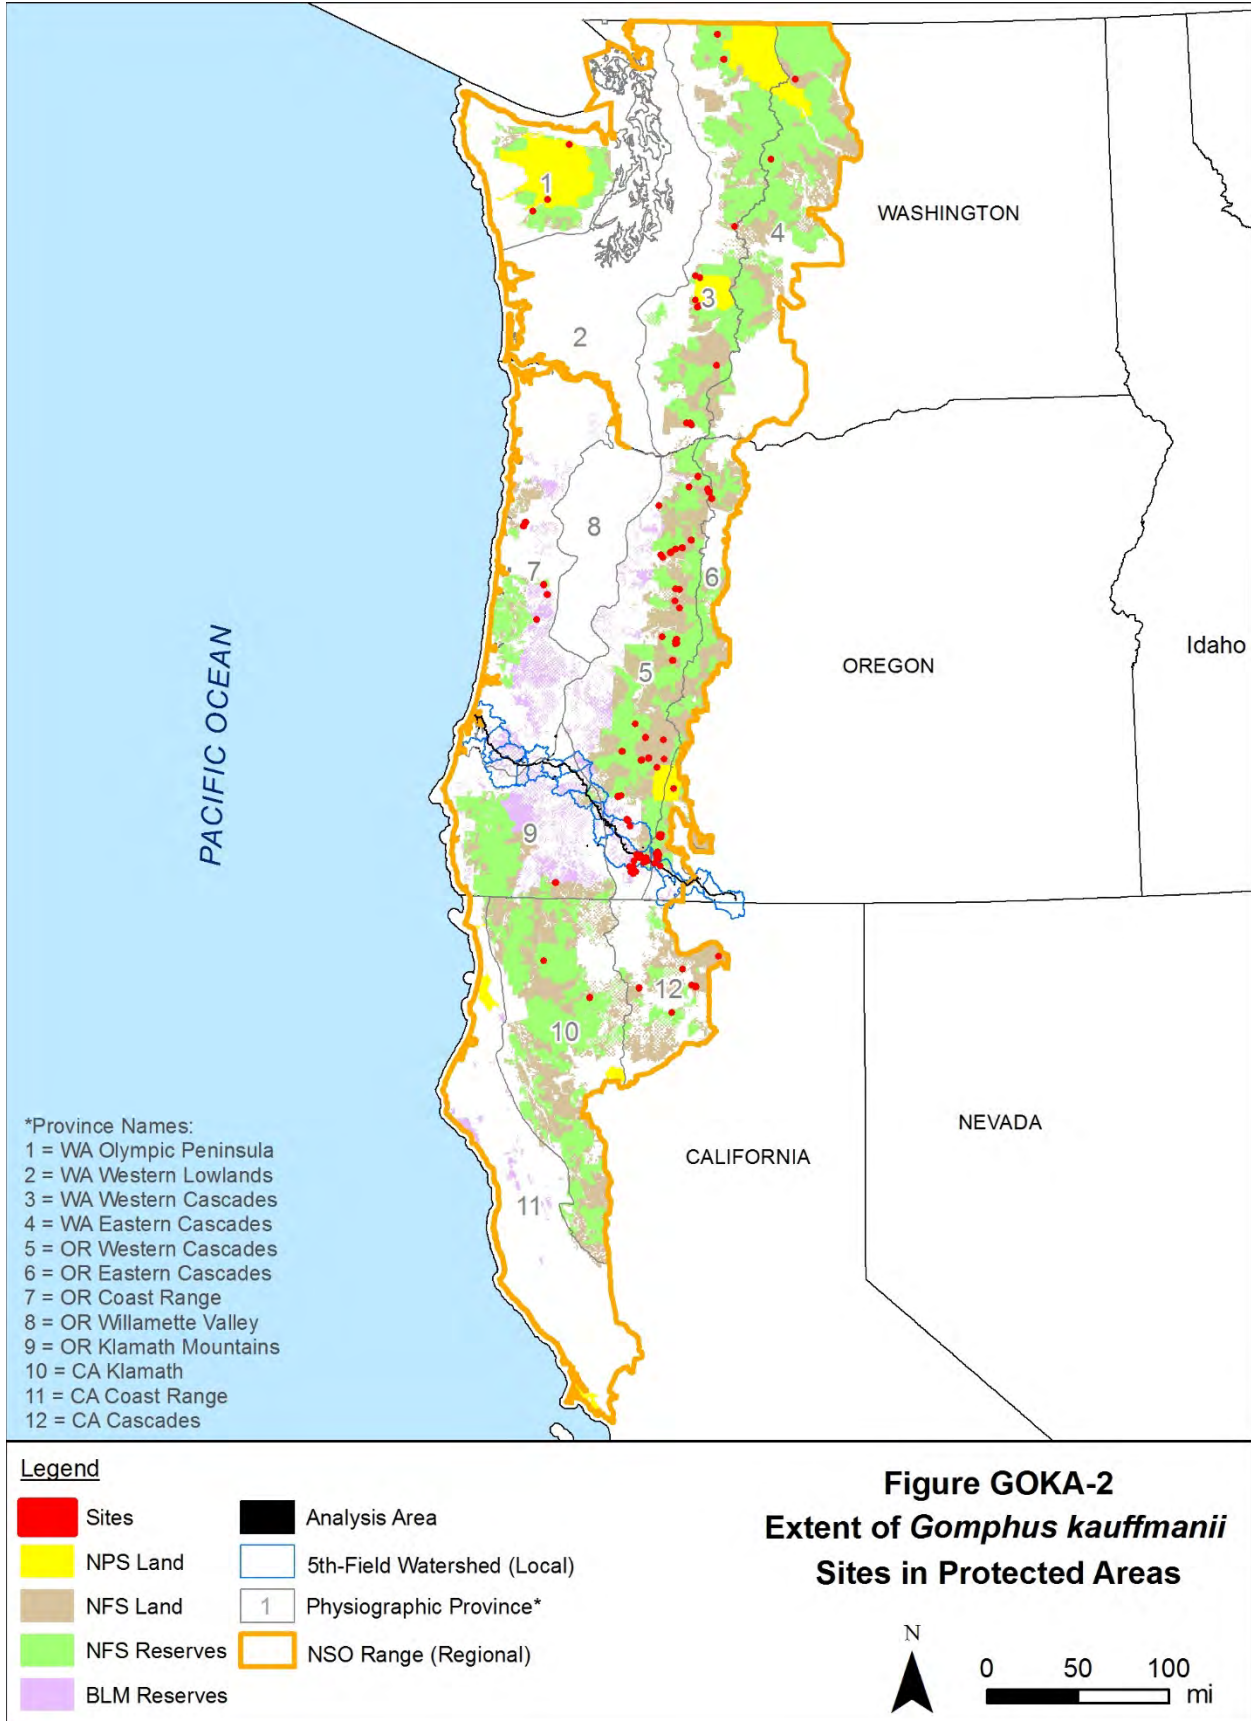 WASHINGTON
1
4
3
2
8
7
6
PACIFIC OCEAN
5
OREGON
Idaho
9
12
10
11
CALIFORNIA
NEVADA
*Province Names:
1 = WA Olympic Peninsula
2 = WA Western Lowlands
3 = WA Western Cascades
4 = WA Eastern Cascades
5 = OR Western Cascades
6 = OR Eastern Cascades
7 = OR Coast Range
8 = OR Willamette Valley
9 = OR Klamath Mountains
10 = CA Klamath
11 = CA Coast Range
12 = CA Cascades
Legend
Sites
NPS Land
NFS Land
NFS Reserves
BLM Reserves
Analysis Area
5th-Field Watershed (Local)
1 Physiographic Province*
NSO Range (Regional)
Figure GOKA-2
Extent of Gomphus kauffmanii
Sites in Protected Areas
N
0 50 100
mi